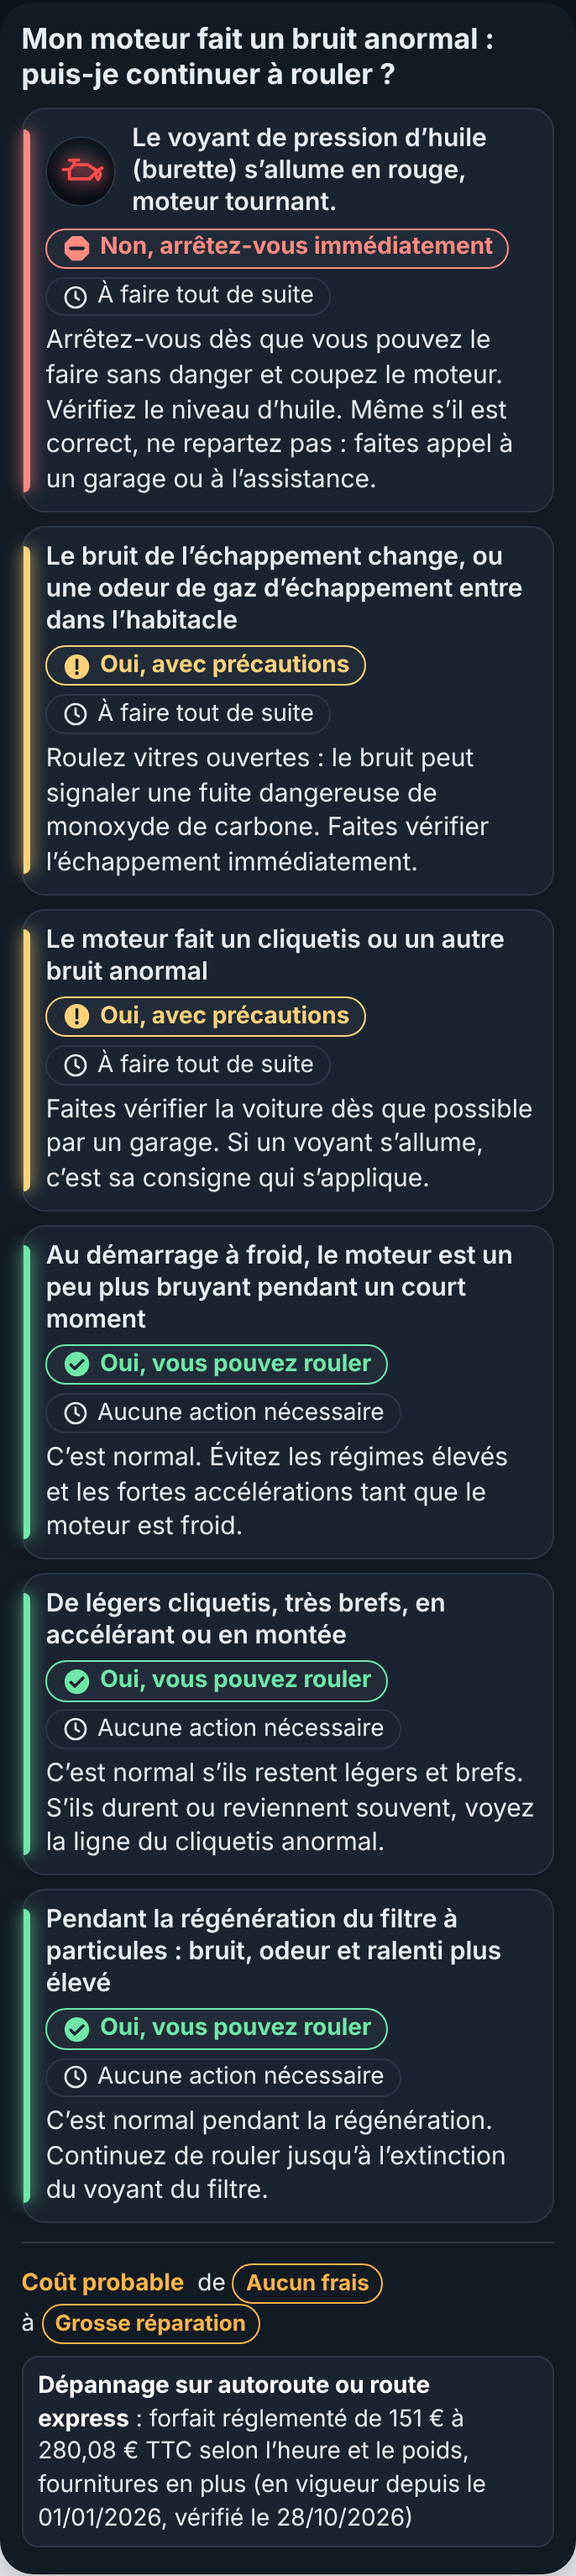 Mon moteur fait un bruit anormal :
puis-je continuer à rouler ?
Le voyant de pression d’huile
(burette) s’allume en rouge,
moteur tournant.
Non, arrêtez-vous immédiatement
À faire tout de suite
Arrêtez-vous dès que vous pouvez le
faire sans danger et coupez le moteur.
Vérifiez le niveau d’huile. Même s’il est
correct, ne repartez pas : faites appel à
un garage ou à l’assistance.
Le bruit de l’échappement change, ou
une odeur de gaz d’échappement entre
dans l’habitacle
Oui, avec précautions
À faire tout de suite
Roulez vitres ouvertes : le bruit peut
signaler une fuite dangereuse de
monoxyde de carbone. Faites vérifier
l’échappement immédiatement.
Le moteur fait un cliquetis ou un autre
bruit anormal
Oui, avec précautions
À faire tout de suite
Faites vérifier la voiture dès que possible
par un garage. Si un voyant s’allume,
c’est sa consigne qui s’applique.
Au démarrage à froid, le moteur est un
peu plus bruyant pendant un court
moment
Oui, vous pouvez rouler
Aucune action nécessaire
C’est normal. Évitez les régimes élevés
et les fortes accélérations tant que le
moteur est froid.
De légers cliquetis, très brefs, en
accélérant ou en montée
Oui, vous pouvez rouler
Aucune action nécessaire
C’est normal s’ils restent légers et brefs.
S’ils durent ou reviennent souvent, voyez
la ligne du cliquetis anormal.
Pendant la régénération du filtre à
particules : bruit, odeur et ralenti plus
élevé
Oui, vous pouvez rouler
Aucune action nécessaire
C’est normal pendant la régénération.
Continuez de rouler jusqu’à l’extinction
du voyant du filtre.
Coût probable de Aucun frais
à Grosse réparation
Dépannage sur autoroute ou route
express : forfait réglementé de 151 € à
280,08 € TTC selon l’heure et le poids,
fournitures en plus (en vigueur depuis le
01/01/2026, vérifié le 28/10/2026)